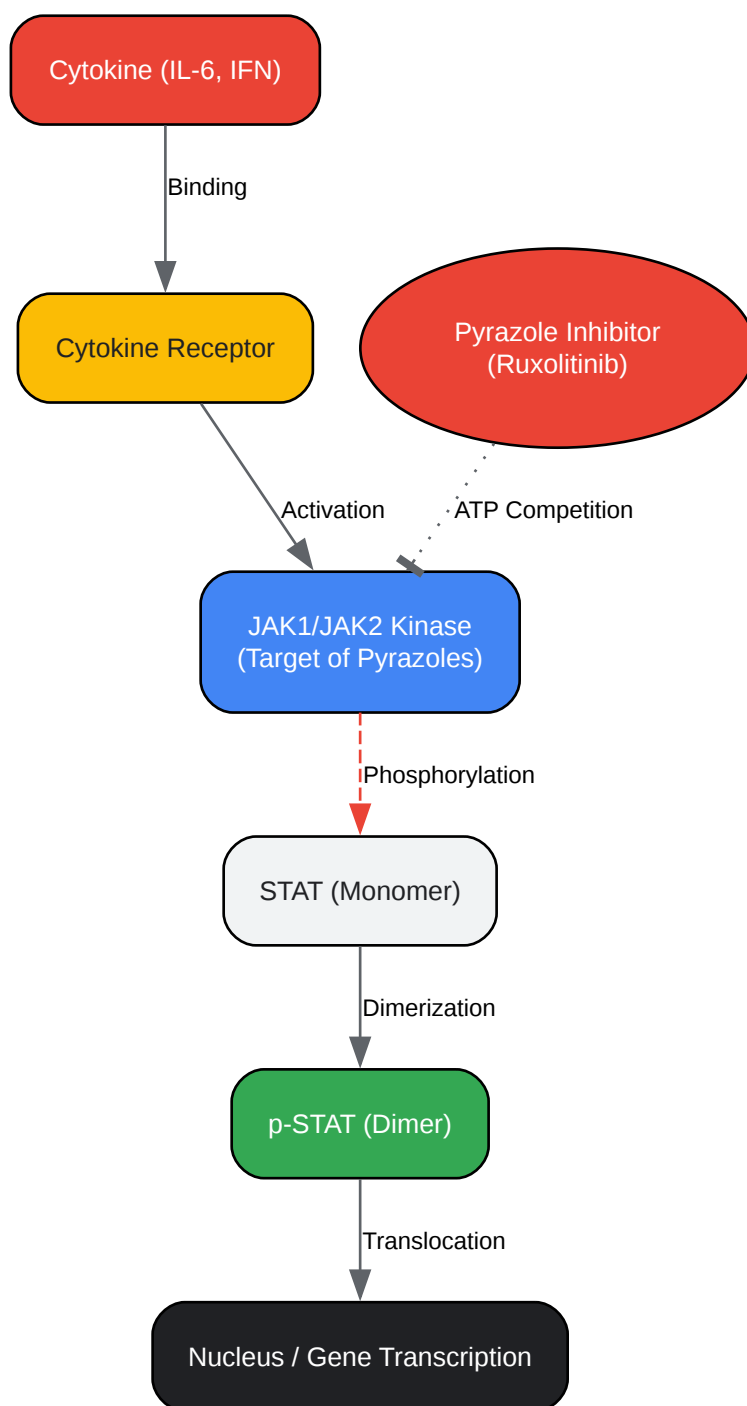 Cytokine (IL-6, IFN)
Binding
Cytokine Receptor
Pyrazole Inhibitor
(Ruxolitinib)
Activation
ATP Competition
JAK1/JAK2 Kinase
(Target of Pyrazoles)
Phosphorylation
STAT (Monomer)
Dimerization
p-STAT (Dimer)
Translocation
Nucleus / Gene Transcription